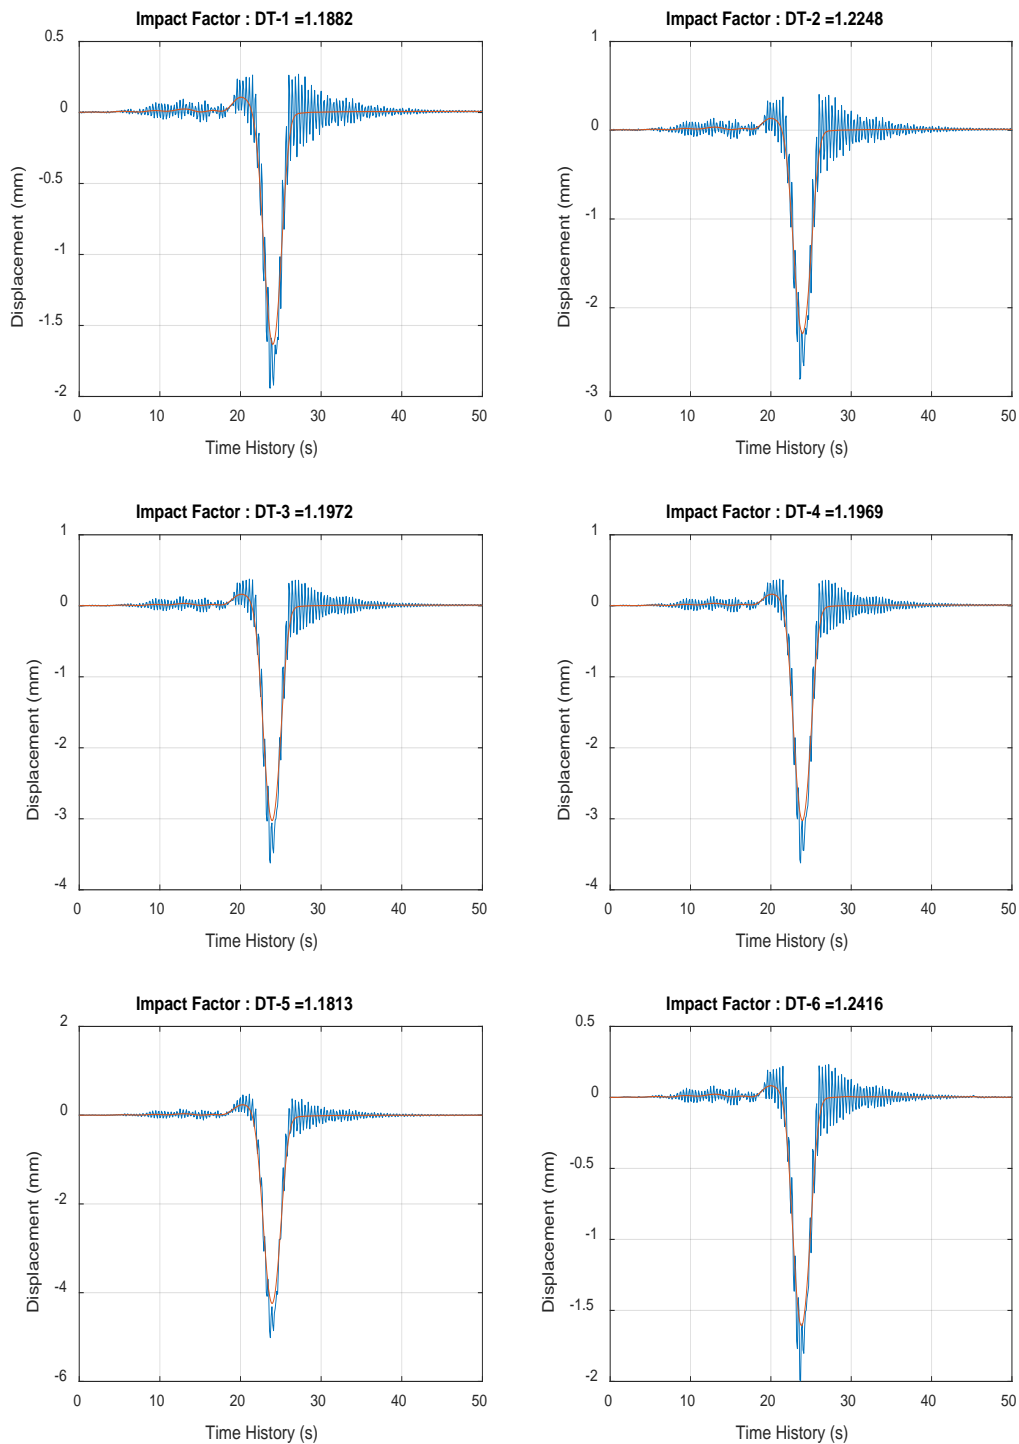 Impact Factor : DT-1 =1.1882
0.5
0
-0.5
-1
-1.5
-2
0 10 20 30 40 50
Displacement (mm)
Time History (s)
Impact Factor : DT-2 =1.2248
1
0
-1
-2
-3
0 10 20 30 40 50
Displacement (mm)
Time History (s)
Impact Factor : DT-3 =1.1972
1
0
-1
-2
-3
-4
0 10 20 30 40 50
Displacement (mm)
Time History (s)
Impact Factor : DT-4 =1.1969
1
0
-1
-2
-3
-4
0 10 20 30 40 50
Displacement (mm)
Time History (s)
Impact Factor : DT-5 =1.1813
2
0
-2
-4
-6
0 10 20 30 40 50
Displacement (mm)
Time History (s)
Impact Factor : DT-6 =1.2416
0.5
0
-0.5
-1
-1.5
-2
0 10 20 30 40 50
Displacement (mm)
Time History (s)